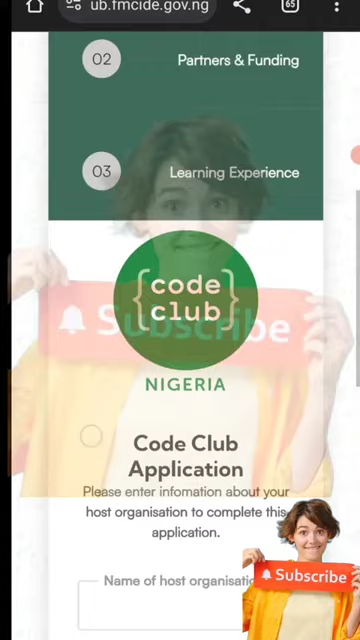 ub.fmcide.gov.ng
65
02
Partners & Funding
03
Learning Experience
{code
club}
Subscribe
NIGERIA
Code Club
Application
Please enter infomation about your
host organisation to complete this
application.
Name of host organisatio
Subscribe